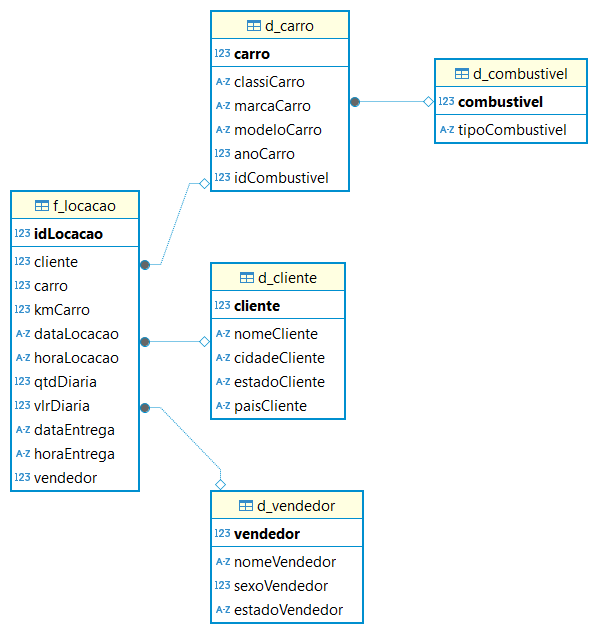 d_carro
123 carro
A-Z classiCarro
A-Z marcaCarro
A-Z modeloCarro
123 anoCarro
123 idCombustivel
d_combustivel
123 combustivel
A-Z tipoCombustivel
f_locacao
123 idLocacao
123 cliente
123 carro
123 kmCarro
A-Z dataLocacao
A-Z horaLocacao
123 qtdDiaria
123 vlrDiaria
A-Z dataEntrega
A-Z horaEntrega
123 vendedor
d_cliente
123 cliente
A-Z nomeCliente
A-Z cidadeCliente
A-Z estadoCliente
A-Z paisCliente
d_vendedor
123 vendedor
A-Z nomeVendedor
123 sexoVendedor
A-Z estadoVendedor